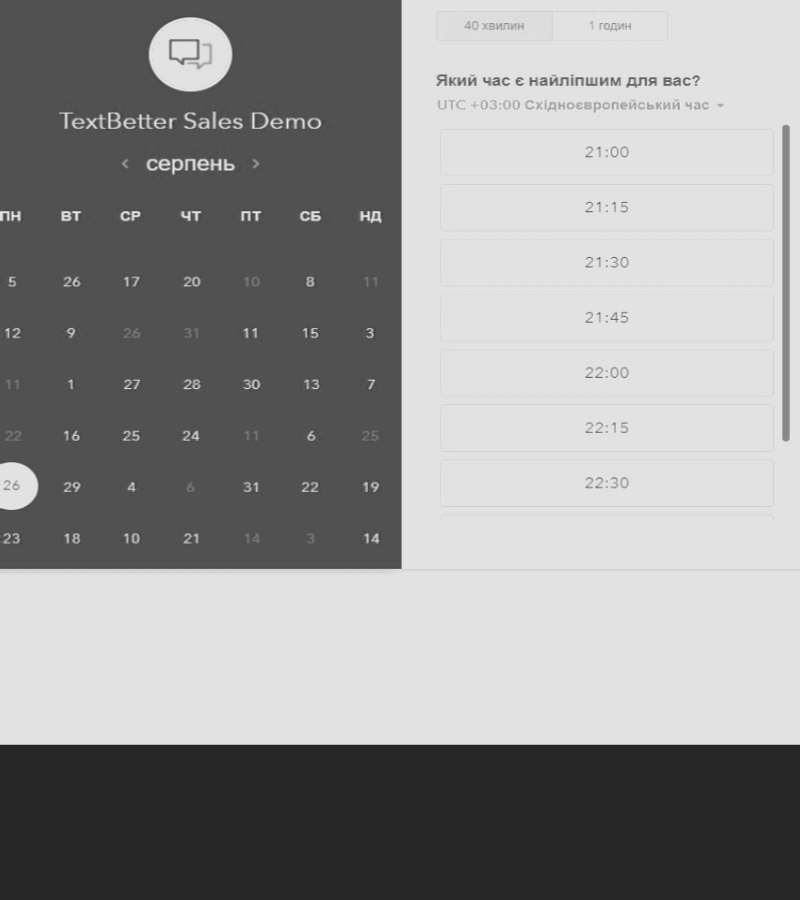 TextBetter Sales Demo
‹ серпень ›
ПН ВТ СР ЧТ ПТ СБ НД
5 26 17 20 10 8 11
12 9 26 31 11 15 3
11 1 27 28 30 13 7
22 16 25 24 11 6 25
26 29 4 6 31 22 19
23 18 10 21 14 3 14
40 хвилин 1 годин
Який час є найліпшим для вас?
UTC +03:00 Східноєвропейський час
21:00
21:15
21:30
21:45
22:00
22:15
22:30